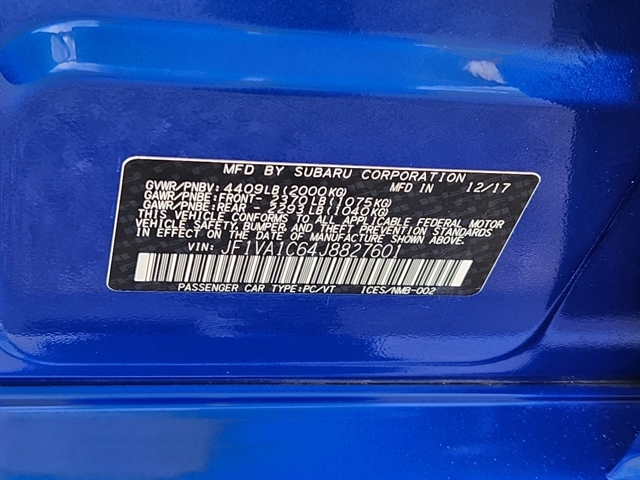 MFD BY SUBARU CORPORATION
GVWR/PNBV: 4409LB(2000KG) MFD IN 12/17
GAWR/PNBE:FRONT- 2370LB(1075KG)
GAWR/PNBE:REAR - 2293LB(1040KG)
THIS VEHICLE CONFORMS TO ALL APPLICABLE FEDERAL MOTOR
VEHICLE SAFETY,BUMPER, AND THEFT PREVENTION STANDARDS
IN EFFECT ON THE DATE OF MANUFACTURE SHOWN ABOVE.
VIN: JF1VA1C64J8827601
PASSENGER CAR TYPE:PC/VT ICES/NMB-002